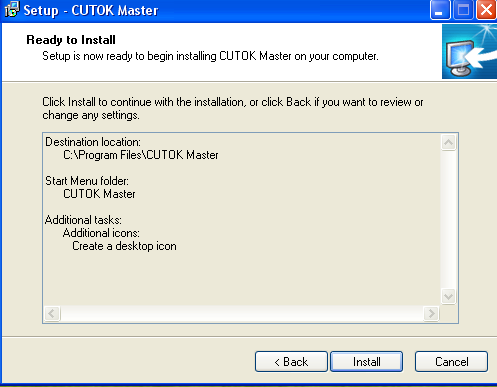 Setup - CUTOK Master
Ready to Install
Setup is now ready to begin installing CUTOK Master on your computer.
Click Install to continue with the installation, or click Back if you want to review or
change any settings.
Destination location:
C:\Program Files\CUTOK Master
Start Menu folder:
CUTOK Master
Additional tasks:
Additional icons:
Create a desktop icon
< Back
Install
Cancel